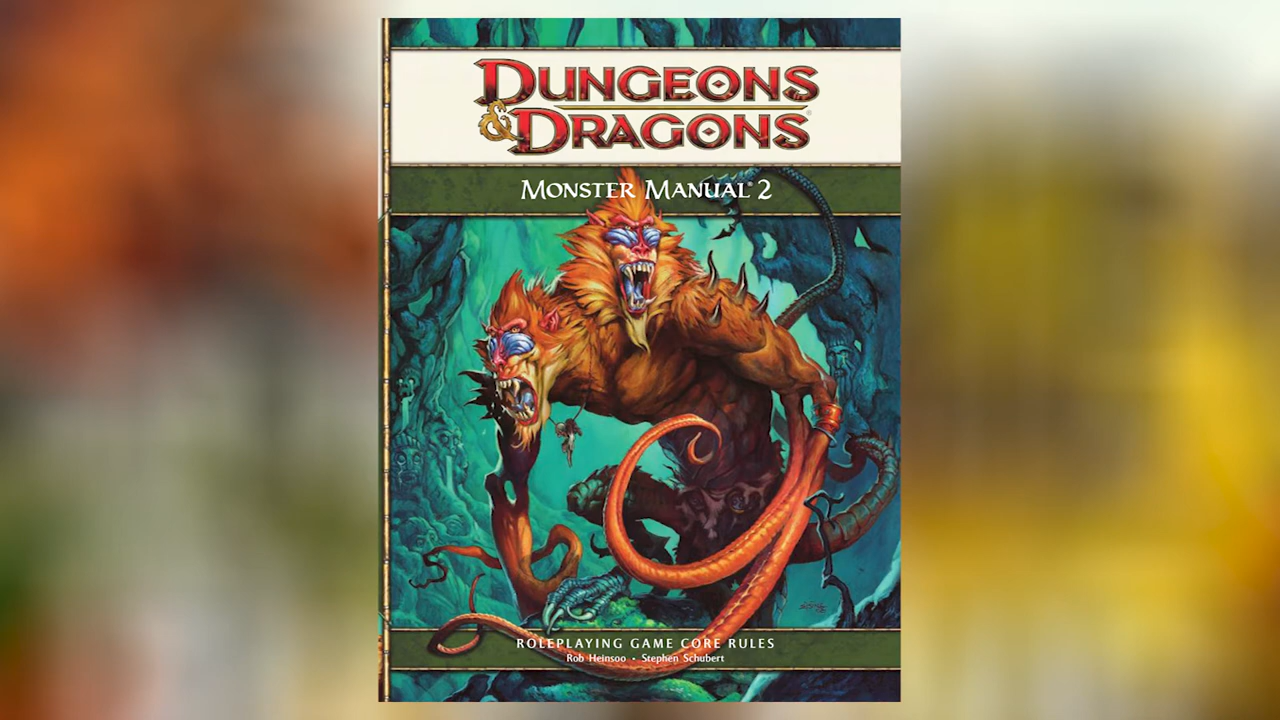 DUNGEONS
& DRAGONS®
MONSTER MANUAL® 2
ROLEPLAYING GAME CORE RULES
Rob Heinsoo • Stephen Schubert